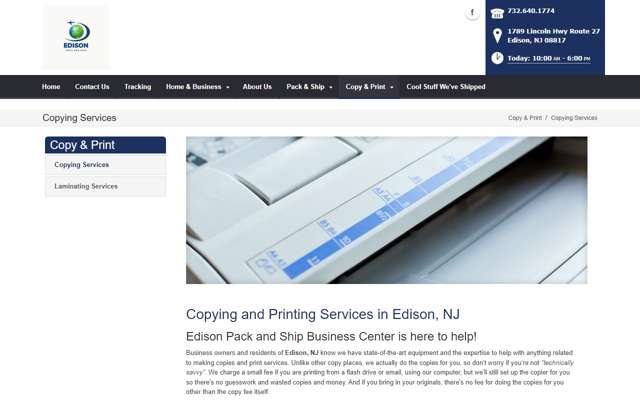 732.640.1774
1789 Lincoln Hwy Route 27
Edison, NJ 08817
Today: 10:00 AM - 6:00 PM
EDISON
Home
Contact Us
Tracking
Home & Business
About Us
Pack & Ship
Copy & Print
Cool Stuff We've Shipped
Copying Services
Copy & Print / Copying Services
Copy & Print
Copying Services
Laminating Services
Copying and Printing Services in Edison, NJ
Edison Pack and Ship Business Center is here to help!
Business owners and residents of Edison, NJ know we have state-of-the-art equipment and the expertise to help with anything related
to making copies and print services. Unlike other copy places, we actually do the copies for you, so don't worry if you're not "technically
savvy". We charge a small fee if you are printing from a flash drive or email, using our computer, but we'll still set up the copier for you
so there's no guesswork and wasted copies and money. And if you bring in your originals, there's no fee for doing the copies for you
other than the copy fee itself.